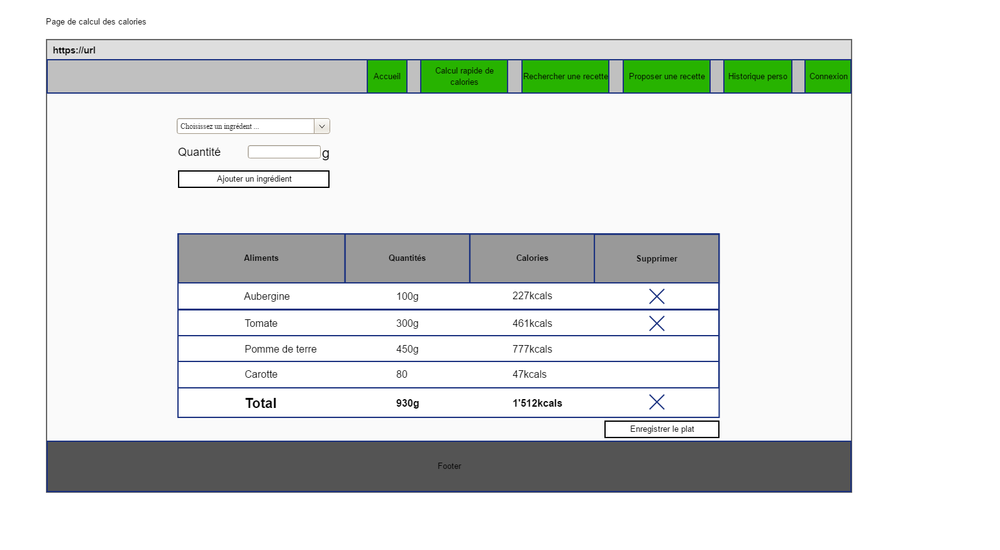 Page de calcul des calories
https://url
Accueil
Calcul rapide de
calories
Rechercher une recette
Proposer une recette
Historique perso
Connexion
Choisissez un ingrédent ...
Quantité g
Ajouter un ingrédient
Aliments Quantités Calories Supprimer
Aubergine 100g 227kcals
Tomate 300g 461kcals
Pomme de terre 450g 777kcals
Carotte 80 47kcals
Total 930g 1'512kcals
Enregistrer le plat
Footer